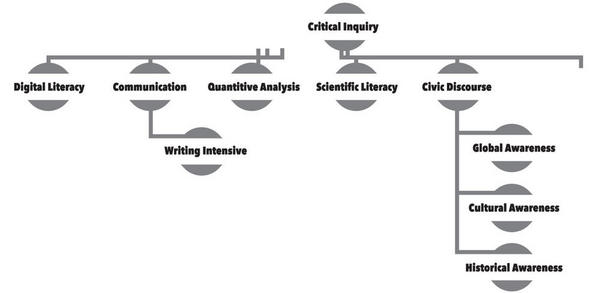 Critical Inquiry
Digital Literacy
Communication
Quantitive Analysis
Scientific Literacy
Civic Discourse
Writing Intensive
Global Awareness
Cultural Awareness
Historical Awareness